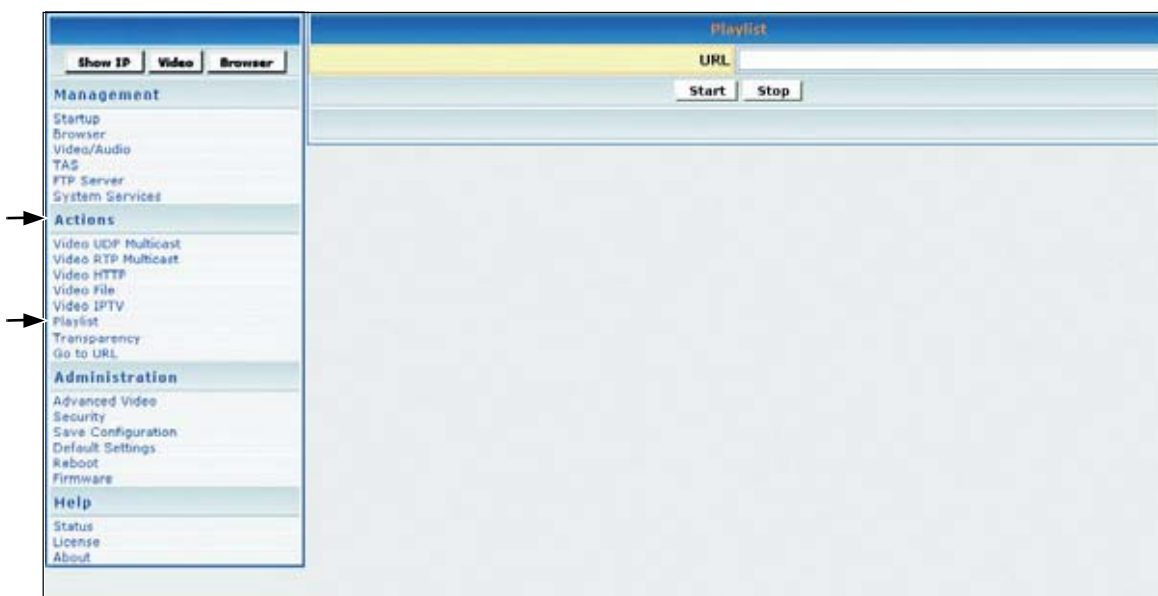 Show IP Video Browser
Management
Startup
Browser
Video/Audio
TAS
FTP Server
System Services
Actions
Video UDP Multicast
Video RTP Multicast
Video HTTP
Video File
Video IPTV
Playlist
Transparency
Go to URL
Administration
Advanced Video
Security
Save Configuration
Default Settings
Reboot
Firmware
Help
Status
License
About
Playlist
URL
Start Stop